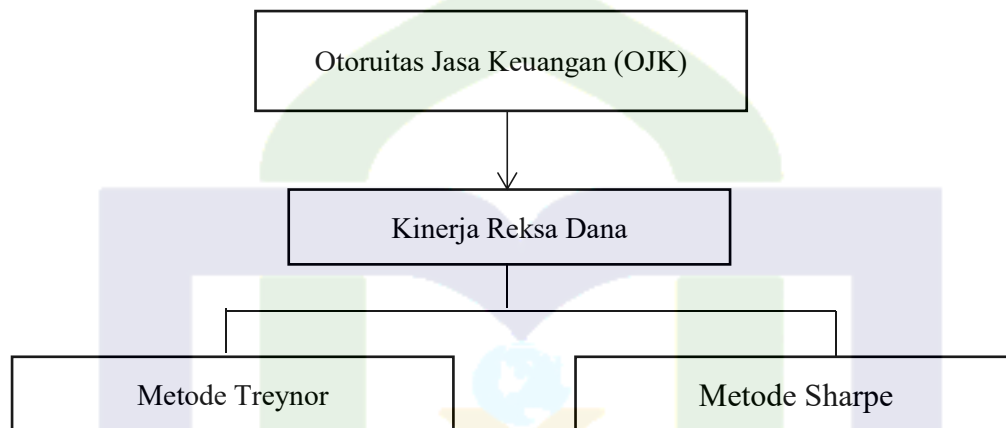 Otoruitas Jasa Keuangan (OJK)
Kinerja Reksa Dana
Metode Treynor
Metode Sharpe